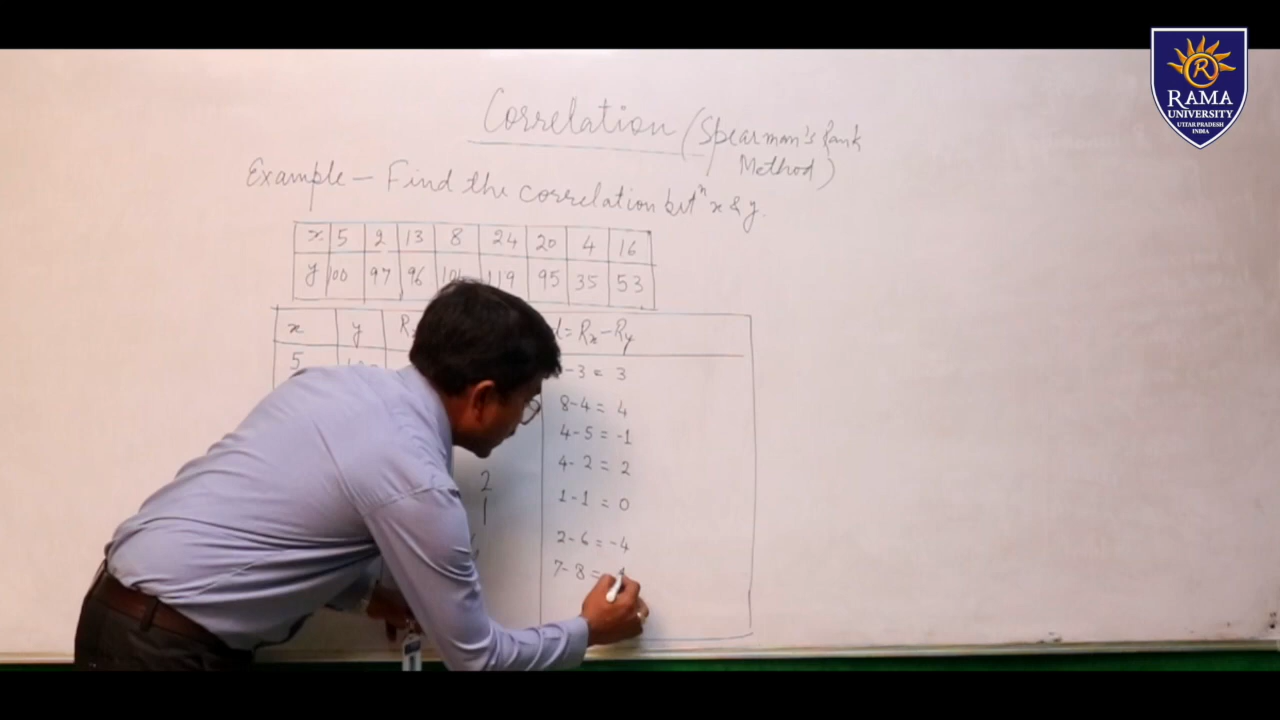 RAMA
UNIVERSITY
UTTAR PRADESH
INDIA
Correlation (Spearman's Rank
Method)
Example – Find the correlation betⁿ x & y.
x 5 2 13 8 24 20 4 16
y 100 97 96 119 95 35 53
x y d = Rx – Ry
5
– 3 = 3
8 – 4 = 4
4 – 5 = -1
4 – 2 = 2
2
1 – 1 = 0
1
2 – 6 = -4
7 – 8 =